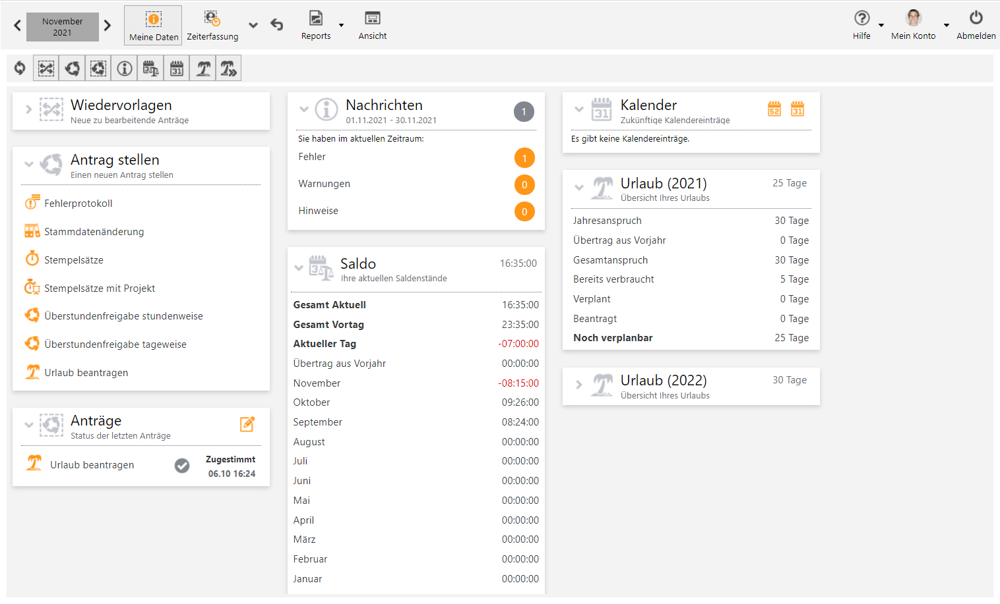 November
2021
Meine Daten
Zeiterfassung
Reports
Ansicht
Hilfe
Mein Konto
Abmelden
3
31
Wiedervorlagen
Neue zu bearbeitende Anträge
Antrag stellen
Einen neuen Antrag stellen
Fehlerprotokoll
Stammdatenänderung
Stempelsätze
Stempelsätze mit Projekt
Überstundenfreigabe stundenweise
Überstundenfreigabe tageweise
Urlaub beantragen
Anträge
Status der letzten Anträge
Urlaub beantragen
Zugestimmt
06.10 16:24
Nachrichten
1
01.11.2021 - 30.11.2021
Sie haben im aktuellen Zeitraum:
Fehler 1
Warnungen 0
Hinweise 0
3
Saldo 16:35:00
Ihre aktuellen Saldenstände
Gesamt Aktuell 16:35:00
Gesamt Vortag 23:35:00
Aktueller Tag -07:00:00
Übertrag aus Vorjahr 00:00:00
November -08:15:00
Oktober 09:26:00
September 08:24:00
August 00:00:00
Juli 00:00:00
Juni 00:00:00
Mai 00:00:00
April 00:00:00
März 00:00:00
Februar 00:00:00
Januar 00:00:00
31
Kalender
52
31
Zukünftige Kalendereinträge
Es gibt keine Kalendereinträge.
Urlaub (2021) 25 Tage
Übersicht Ihres Urlaubs
Jahresanspruch 30 Tage
Übertrag aus Vorjahr 0 Tage
Gesamtanspruch 30 Tage
Bereits verbraucht 5 Tage
Verplant 0 Tage
Beantragt 0 Tage
Noch verplanbar 25 Tage
Urlaub (2022) 30 Tage
Übersicht Ihres Urlaubs